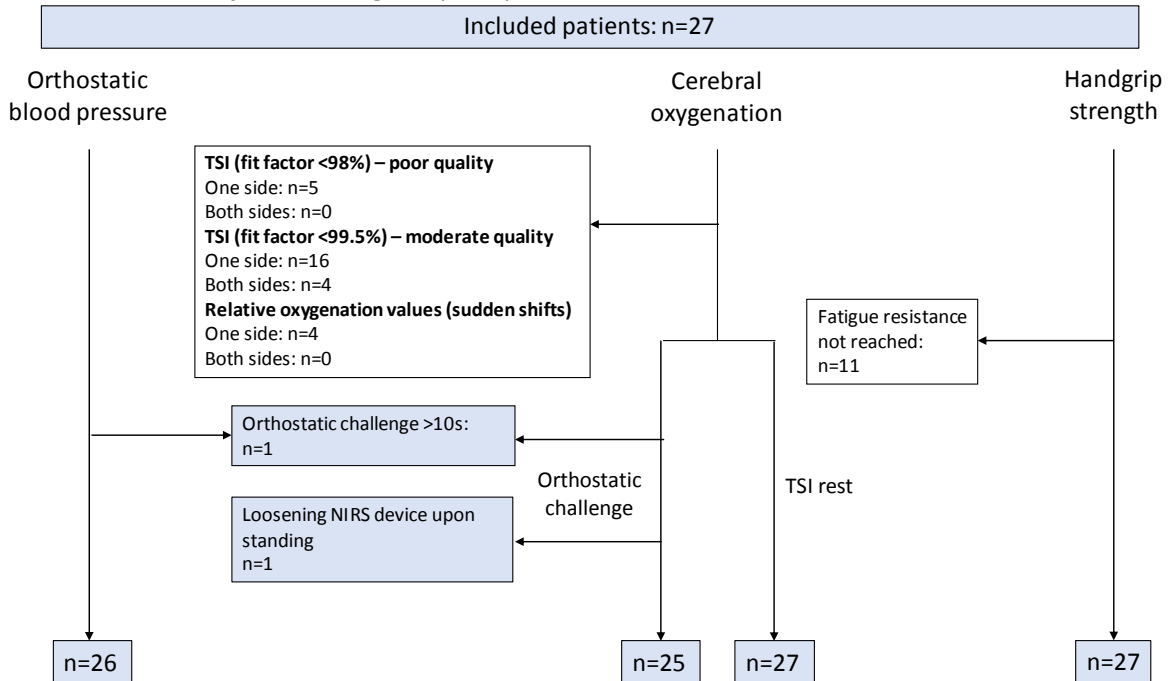 Included patients: n=27
Orthostatic
blood pressure
Cerebral
oxygenation
Handgrip
strength
TSI (fit factor <98%) – poor quality
One side: n=5
Both sides: n=0
TSI (fit factor <99.5%) – moderate quality
One side: n=16
Both sides: n=4
Relative oxygenation values (sudden shifts)
One side: n=4
Both sides: n=0
Fatigue resistance
not reached:
n=11
Orthostatic challenge >10s:
n=1
Orthostatic
challenge
TSI rest
Loosening NIRS device upon
standing
n=1
n=26
n=25
n=27
n=27